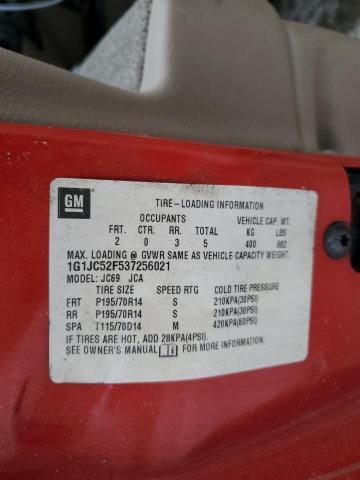 GM
TIRE-LOADING INFORMATION
OCCUPANTS VEHICLE CAP. WT.
FRT. CTR. RR. TOTAL KG LBS
2 0 3 5 400 882
MAX. LOADING @ GVWR SAME AS VEHICLE CAPACITY WEIGHT.
1G1JC52F537256021
MODEL: JC69 JCA
TIRE SIZE SPEED RTG COLD TIRE PRESSURE
FRT P195/70R14 S 210KPA(30PSI)
RR P195/70R14 S 210KPA(30PSI)
SPA T115/70D14 M 420KPA(60PSI)
IF TIRES ARE HOT, ADD 28KPA(4PSI)
SEE OWNER'S MANUAL FOR MORE INFORMATION.